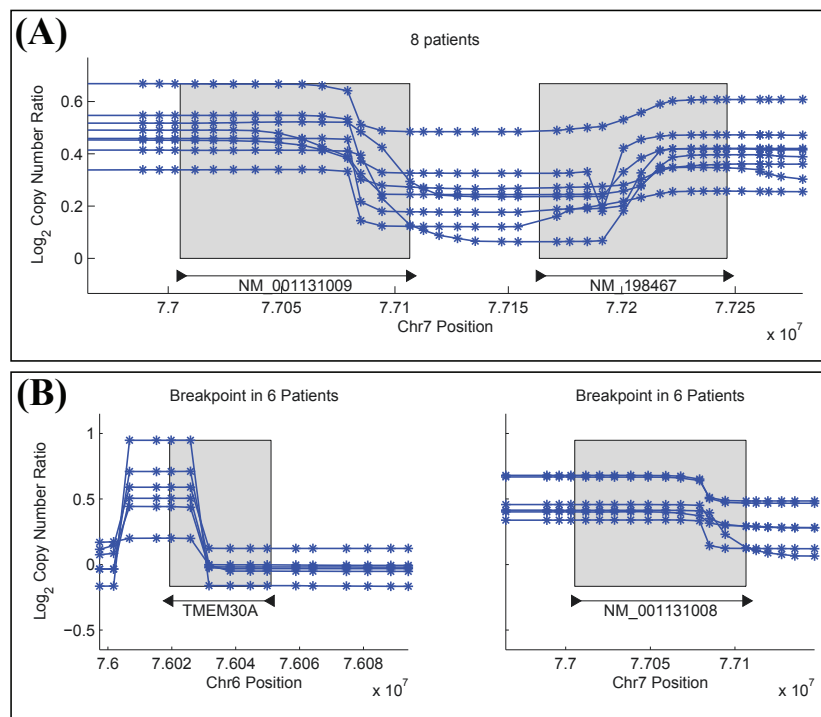 (A)
8 patients
Log2 Copy Number Ratio
0.6
0.4
0.2
0
NM_001131009
NM_198467
7.7 7.705 7.71 7.715 7.72 7.725
Chr7 Position
x 10^7
(B)
Breakpoint in 6 Patients
Log2 Copy Number Ratio
1
0.5
0
−0.5
TMEM30A
7.6 7.602 7.604 7.606 7.608
Chr6 Position
x 10^7
Breakpoint in 6 Patients
NM_001131008
7.7 7.705 7.71
Chr7 Position
x 10^7